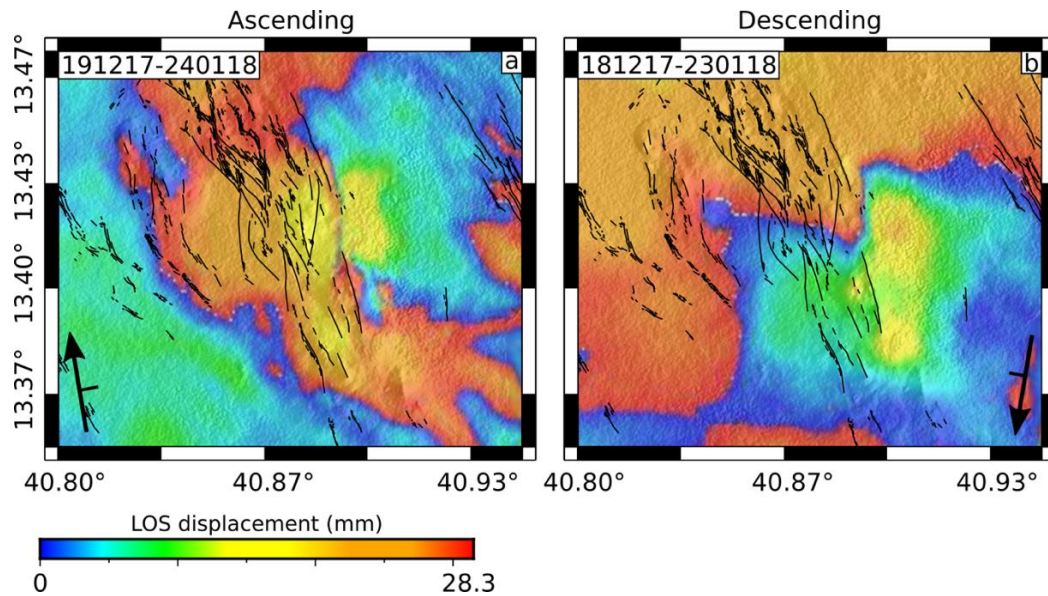 Ascending
Descending
191217-240118
a
181217-230118
b
13.47°
13.43°
13.40°
13.37°
40.80°
40.87°
40.93°
40.80°
40.87°
40.93°
LOS displacement (mm)
0
28.3